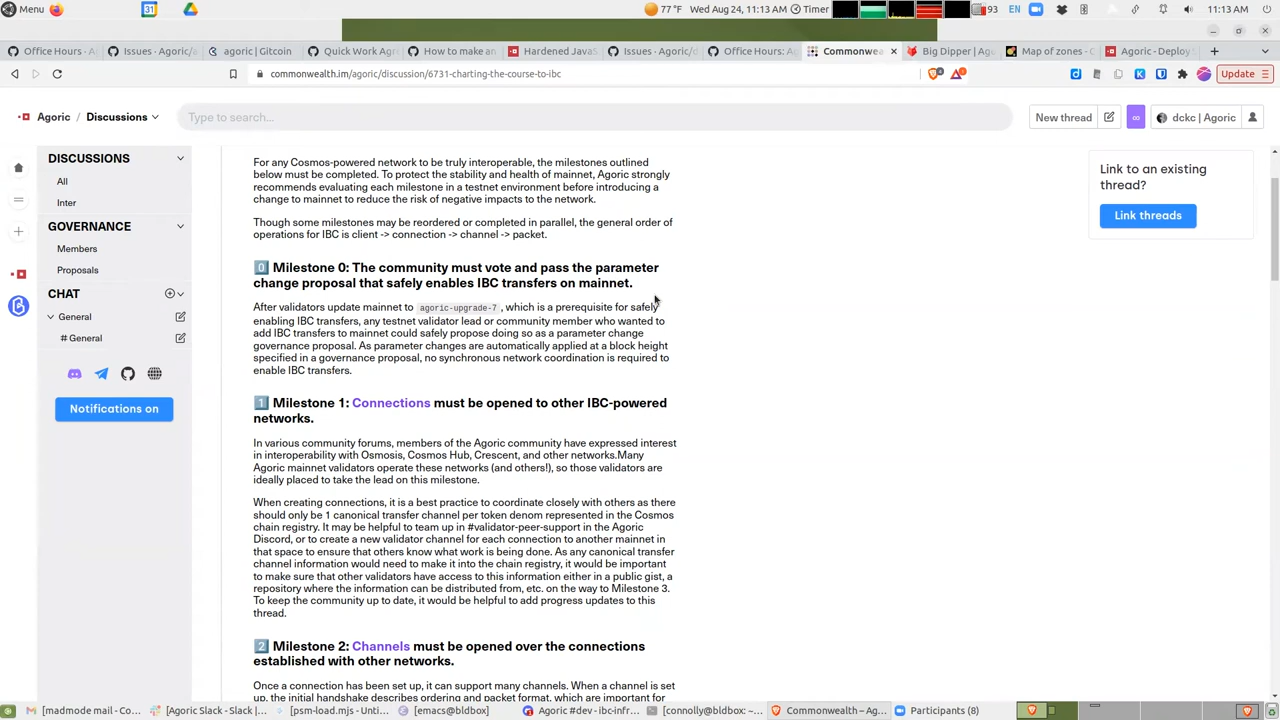 Menu
77 °F Wed Aug 24, 11:13 AM Timer
93 EN
11:13 AM
Office Hours - A
Issues · Agoric/a
agoric | Gitcoin
Quick Work Agre
How to make an
Hardened JavaS
Issues · Agoric/d
Office Hours: Ag
Commonwe
Big Dipper | Ago
Map of zones - C
Agoric - Deploy S
commonwealth.im/agoric/discussion/6731-charting-the-course-to-ibc
Update
Agoric / Discussions
Type to search...
New thread
dckc | Agoric
DISCUSSIONS
All
Inter
GOVERNANCE
Members
Proposals
CHAT
General
# General
Notifications on
For any Cosmos-powered network to be truly interoperable, the milestones outlined
below must be completed. To protect the stability and health of mainnet, Agoric strongly
recommends evaluating each milestone in a testnet environment before introducing a
change to mainnet to reduce the risk of negative impacts to the network.
Though some milestones may be reordered or completed in parallel, the general order of
operations for IBC is client -> connection -> channel -> packet.
0 Milestone 0: The community must vote and pass the parameter
change proposal that safely enables IBC transfers on mainnet.
After validators update mainnet to agoric-upgrade-7, which is a prerequisite for safely
enabling IBC transfers, any testnet validator lead or community member who wanted to
add IBC transfers to mainnet could safely propose doing so as a parameter change
governance proposal. As parameter changes are automatically applied at a block height
specified in a governance proposal, no synchronous network coordination is required to
enable IBC transfers.
1 Milestone 1: Connections must be opened to other IBC-powered
networks.
In various community forums, members of the Agoric community have expressed interest
in interoperability with Osmosis, Cosmos Hub, Crescent, and other networks.Many
Agoric mainnet validators operate these networks (and others!), so those validators are
ideally placed to take the lead on this milestone.
When creating connections, it is a best practice to coordinate closely with others as there
should only be 1 canonical transfer channel per token denom represented in the Cosmos
chain registry. It may be helpful to team up in #validator-peer-support in the Agoric
Discord, or to create a new validator channel for each connection to another mainnet in
that space to ensure that others know what work is being done. As any canonical transfer
channel information would need to make it into the chain registry, it would be important
to make sure that other validators have access to this information either in a public gist, a
repository where the information can be distributed from, etc. on the way to Milestone 3.
To keep the community up to date, it would be helpful to add progress updates to this
thread.
2 Milestone 2: Channels must be opened over the connections
established with other networks.
Once a connection has been set up, it can support many channels. When a channel is set
up, the initial handshake describes ordering and packet format, which are important for
Link to an existing
thread?
Link threads
[madmode mail - Co...
[Agoric Slack - Slack |...
[psm-load.mjs - Unti...
[emacs@bldbox]
Agoric #dev - ibc-infr...
[connolly@bldbox: ~...
Commonwealth – Ag...
Participants (8)